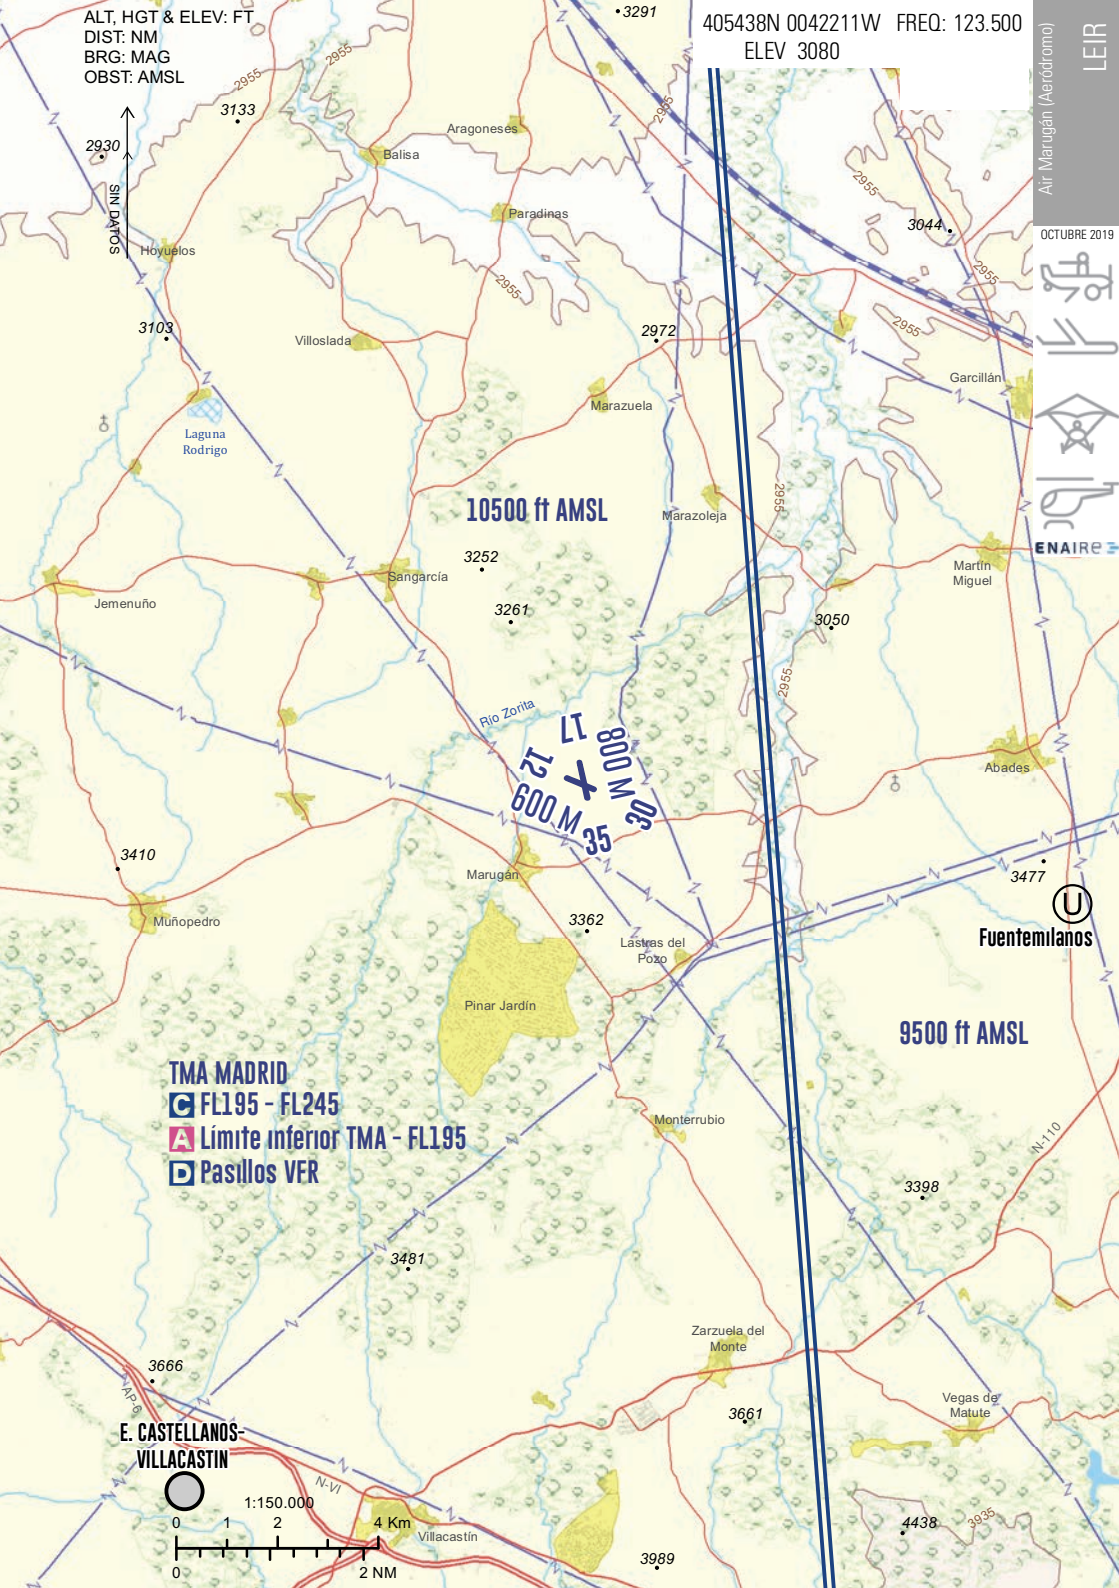 ALT, HGT & ELEV: FT
DIST: NM
BRG: MAG
OBST: AMSL
405438N 0042211W FREQ: 123.500
ELEV 3080
LEIR
Air Marugán (Aeródromo)
OCTUBRE 2019
ENAIRE
SIN DATOS
3291
2955
2955
2955
3133
2930
Aragoneses
Balisa
Paradinas
2955
3044
2955
Hoyuelos
2955
2955
3103
2972
2955
Villoslada
Garcillán
Marazuela
Laguna
Rodrigo
2955
10500 ft AMSL
Marazoleja
3252
Sangarcía
Martín
Miguel
Jemenuño
3261
3050
2955
Río Zorita
17
12
800 M
600 M
30
35
Abades
3410
Marugán
3477
U
Fuentemilanos
Muñopedro
3362
Lastras del
Pozo
Pinar Jardín
9500 ft AMSL
TMA MADRID
C FL195 - FL245
A Límite inferior TMA - FL195
D Pasillos VFR
Monterrubio
N-110
3398
3481
Zarzuela del
Monte
3666
AP-6
Vegas de
Matute
3661
E. CASTELLANOS-
VILLACASTIN
N-VI
1:150.000
0 1 2 4 Km
0 2 NM
Villacastín
4438
3935
3989